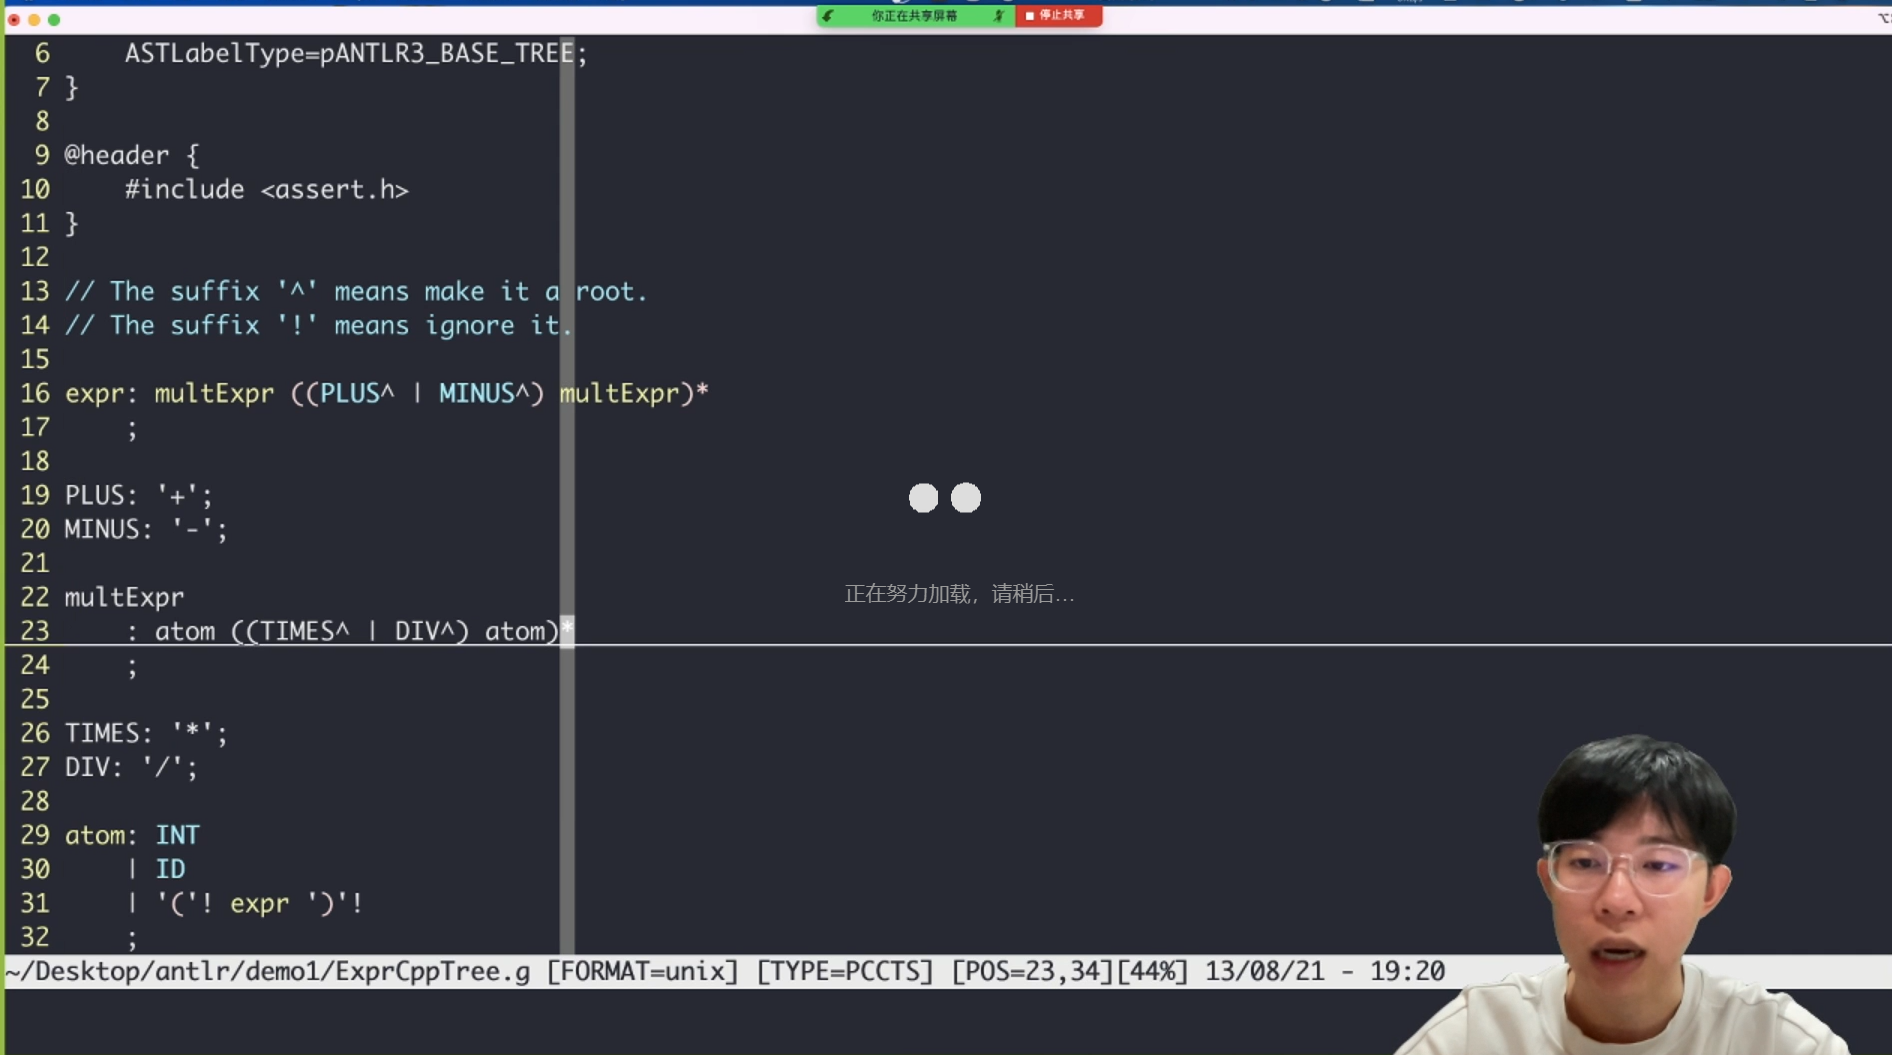 你正在共享屏幕 停止共享
6 ASTLabelType=pANTLR3_BASE_TREE;
7 }
8
9 @header {
10 #include <assert.h>
11 }
12
13 // The suffix '^' means make it a root.
14 // The suffix '!' means ignore it.
15
16 expr: multExpr ((PLUS^ | MINUS^) multExpr)*
17 ;
18
19 PLUS: '+';
20 MINUS: '-';
21
正在努力加载，请稍后...
22 multExpr
23 : atom ((TIMES^ | DIV^) atom)*
24 ;
25
26 TIMES: '*';
27 DIV: '/';
28
29 atom: INT
30 | ID
31 | '('! expr ')'!
32 ;
~/Desktop/antlr/demo1/ExprCppTree.g [FORMAT=unix] [TYPE=PCCTS] [POS=23,34][44%] 13/08/21 - 19:20